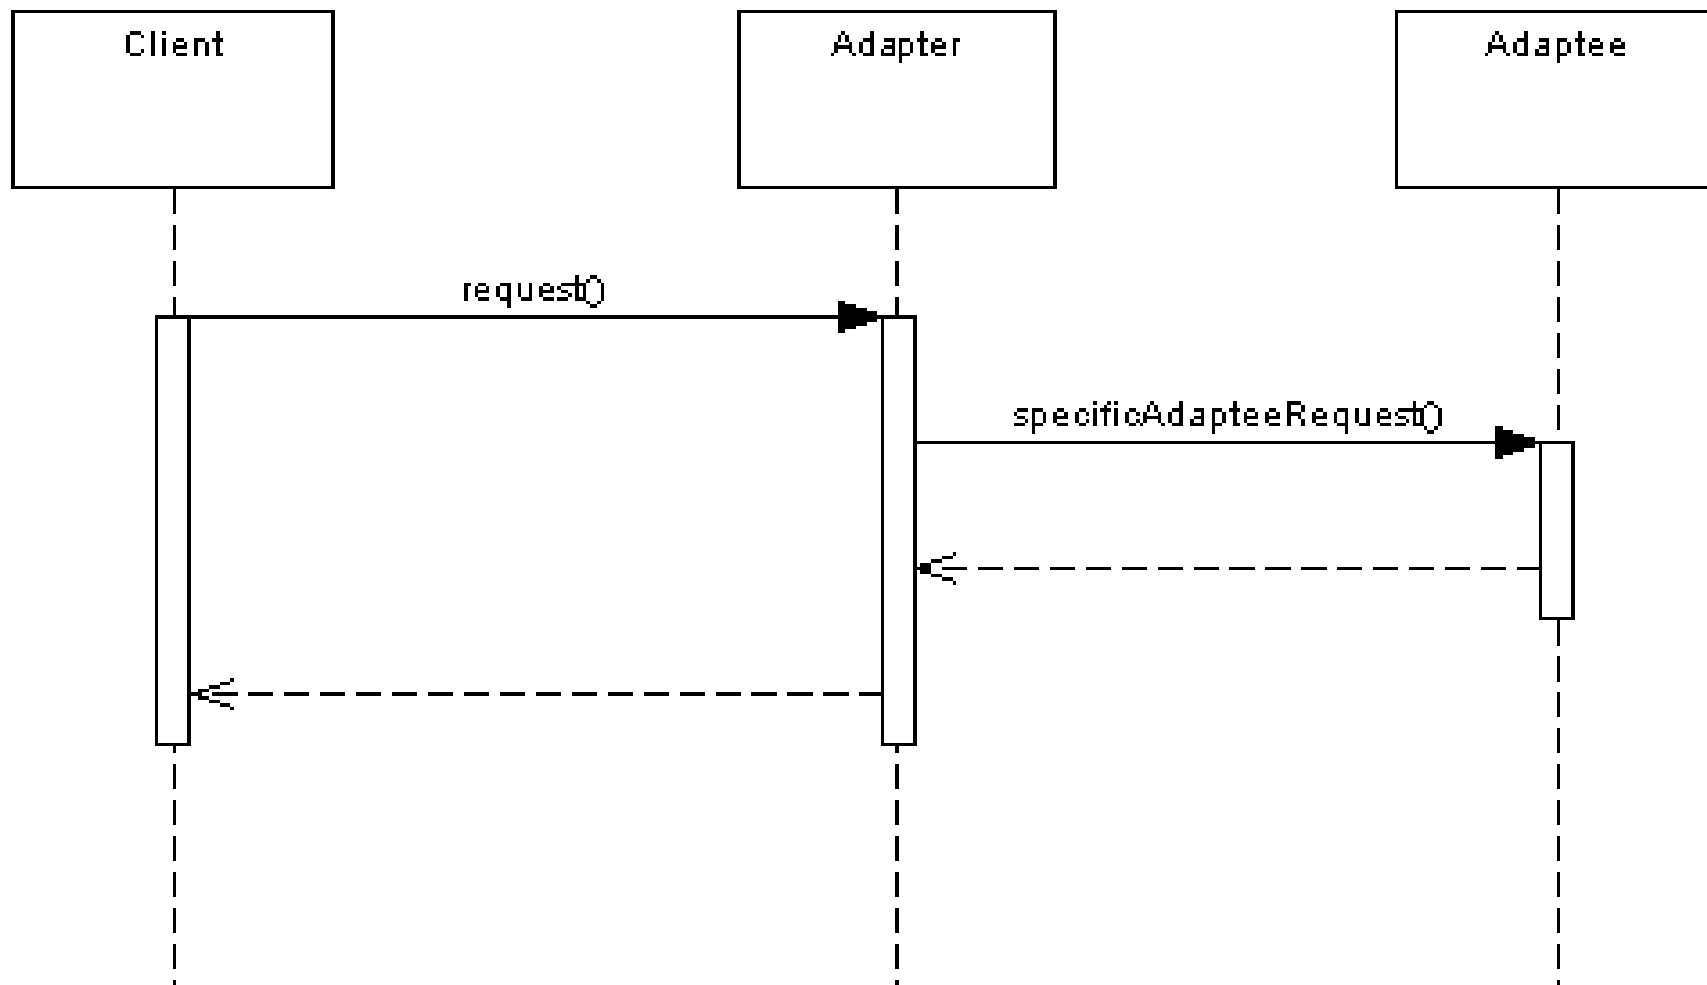 Client
Adapter
Adaptee
request()
specificAdapteeRequest()